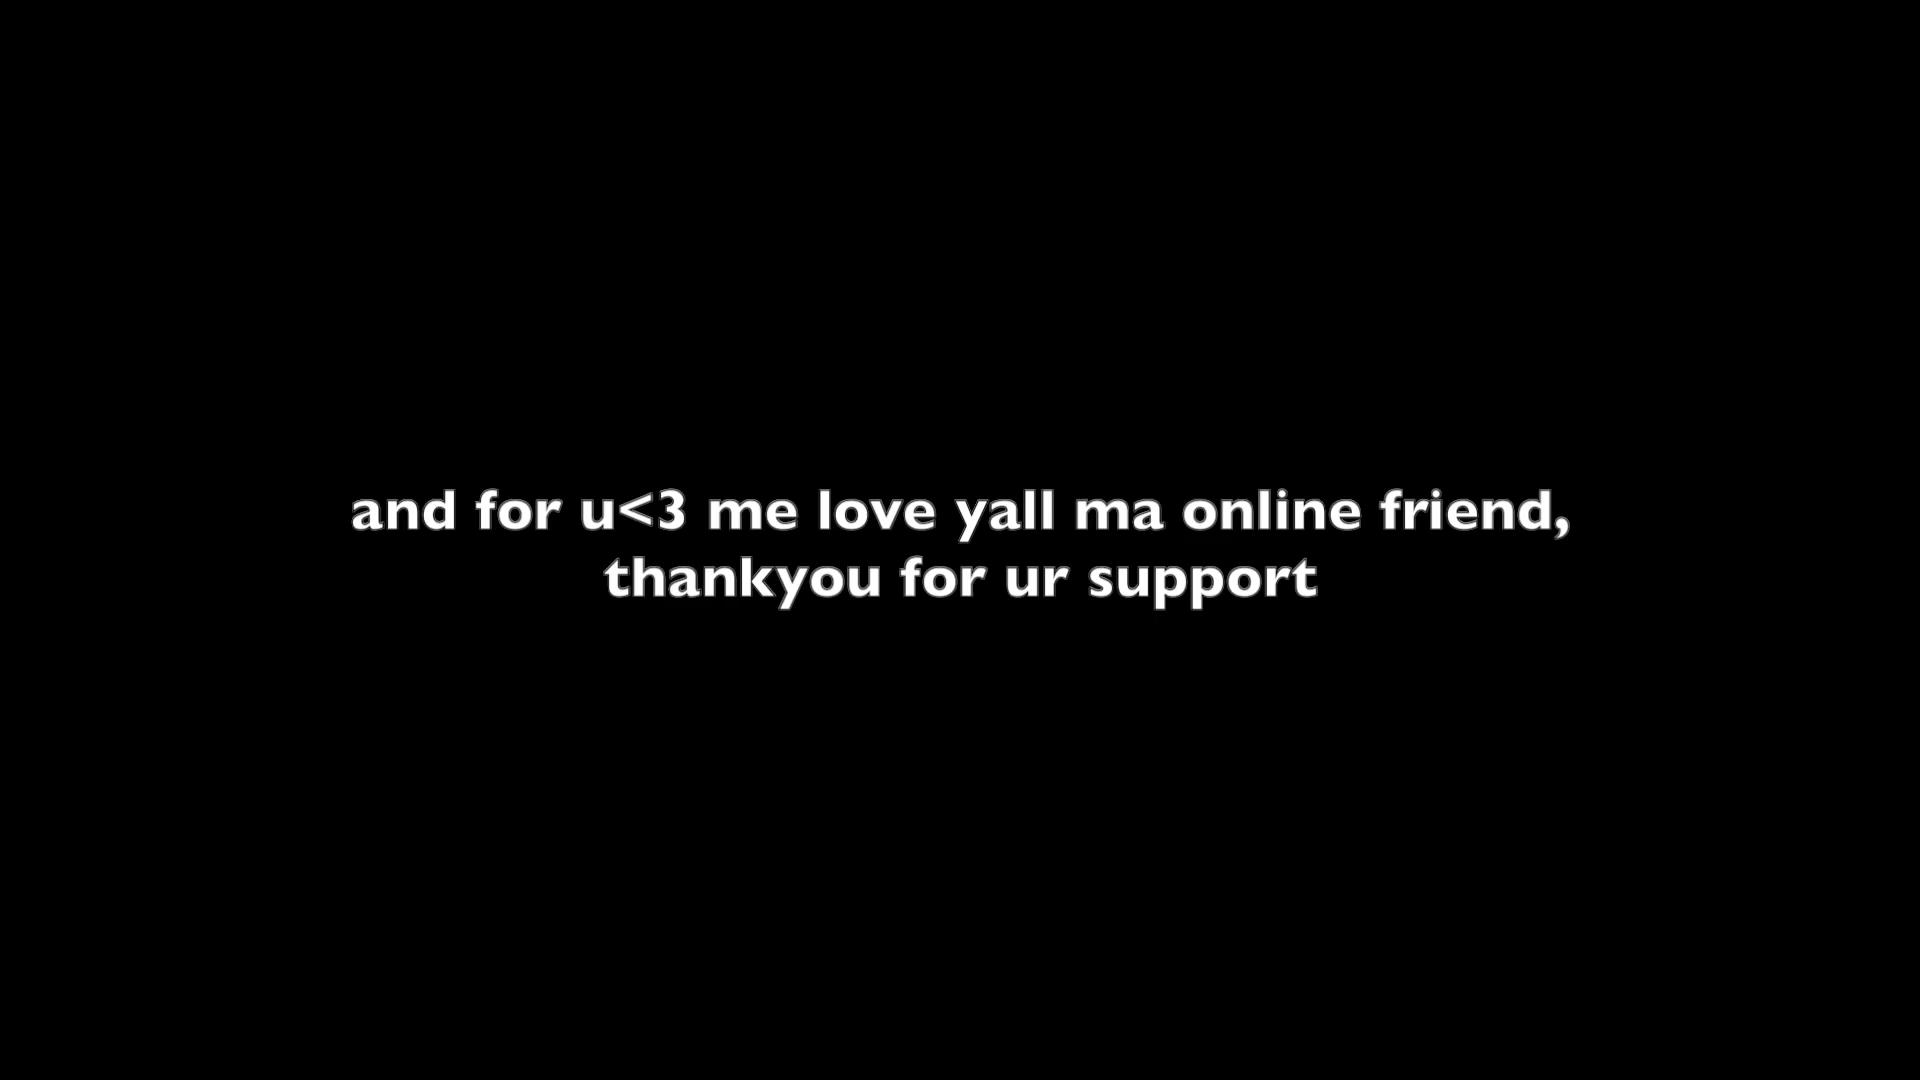 and for u<3 me love yall ma online friend,
thankyou for ur support